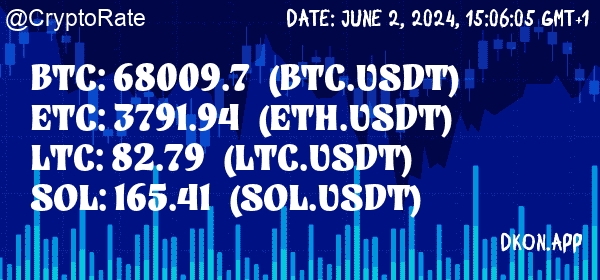 @CryptoRate
DATE: JUNE 2, 2024, 15:06:05 GMT+1
BTC: 68009.7 (BTC.USDT)
ETC: 3791.94 (ETH.USDT)
LTC: 82.79 (LTC.USDT)
SOL: 165.41 (SOL.USDT)
DKON.APP